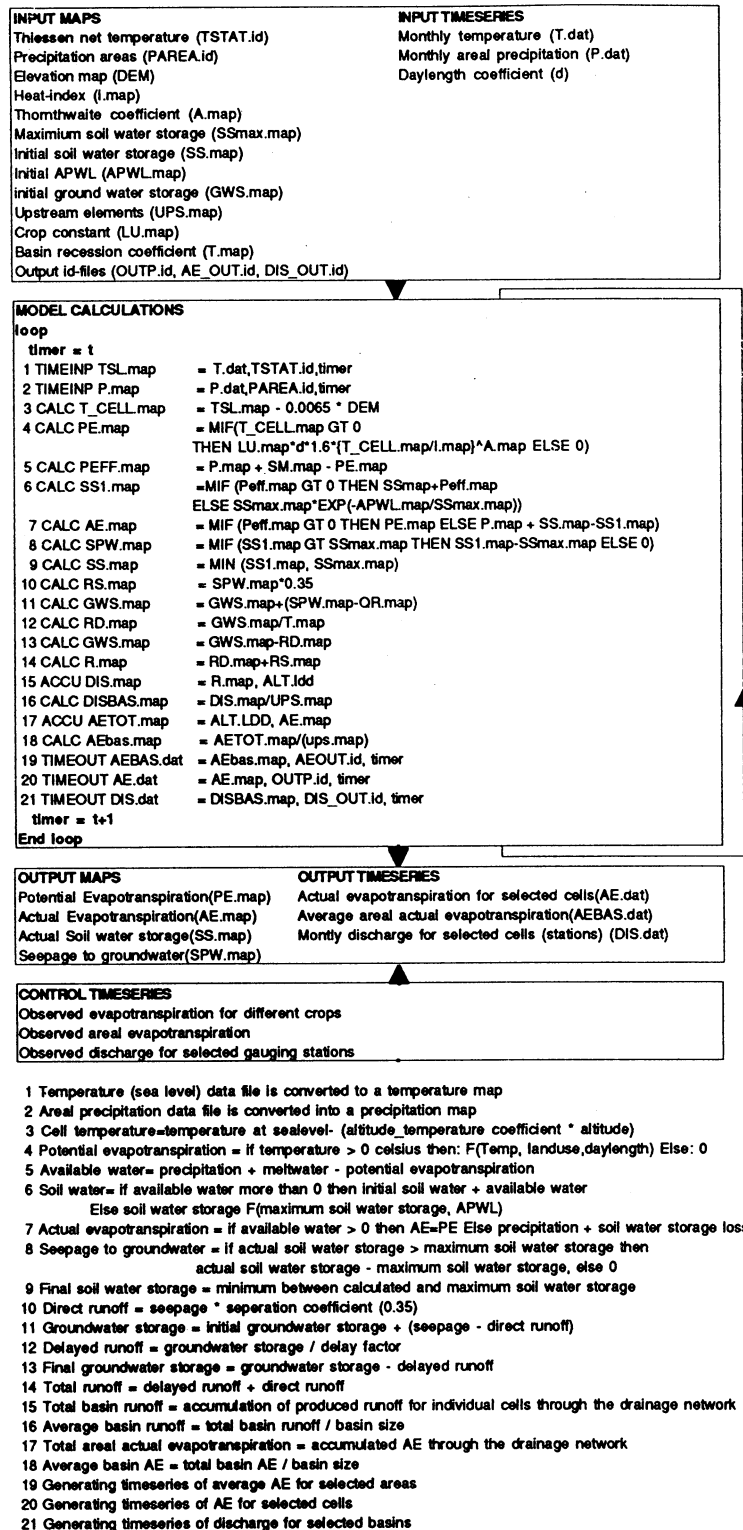 INPUT MAPS
Thiessen net temperature (TSTAT.id)
Precipitation areas (PAREA.id)
Elevation map (DEM)
Heat-index (I.map)
Thornthwaite coefficient (A.map)
Maximium soil water storage (SSmax.map)
Initial soil water storage (SS.map)
Initial APWL (APWL.map)
initial ground water storage (GWS.map)
Upstream elements (UPS.map)
Crop constant (LU.map)
Basin recession coefficient (T.map)
Output id-files (OUTP.id, AE_OUT.id, DIS_OUT.id)
INPUT TIMESERIES
Monthly temperature (T.dat)
Monthly areal precipitation (P.dat)
Daylength coefficient (d)
MODEL CALCULATIONS
loop
timer = t
1 TIMEINP TSL.map = T.dat,TSTAT.id,timer
2 TIMEINP P.map = P.dat,PAREA.id,timer
3 CALC T_CELL.map = TSL.map - 0.0065 * DEM
4 CALC PE.map = MIF(T_CELL.map GT 0
THEN LU.map*d*1.6*{T_CELL.map/I.map}^A.map ELSE 0)
5 CALC PEFF.map = P.map + SM.map - PE.map
6 CALC SS1.map =MIF (Peff.map GT 0 THEN SSmap+Peff.map
ELSE SSmax.map*EXP(-APWL.map/SSmax.map))
7 CALC AE.map = MIF (Peff.map GT 0 THEN PE.map ELSE P.map + SS.map-SS1.map)
8 CALC SPW.map = MIF (SS1.map GT SSmax.map THEN SS1.map-SSmax.map ELSE 0)
9 CALC SS.map = MIN (SS1.map, SSmax.map)
10 CALC RS.map = SPW.map*0.35
11 CALC GWS.map = GWS.map+(SPW.map-QR.map)
12 CALC RD.map = GWS.map/T.map
13 CALC GWS.map = GWS.map-RD.map
14 CALC R.map = RD.map+RS.map
15 ACCU DIS.map = R.map, ALT.ldd
16 CALC DISBAS.map = DIS.map/UPS.map
17 ACCU AETOT.map = ALT.LDD, AE.map
18 CALC AEbas.map = AETOT.map/(ups.map)
19 TIMEOUT AEBAS.dat = AEbas.map, AEOUT.id, timer
20 TIMEOUT AE.dat = AE.map, OUTP.id, timer
21 TIMEOUT DIS.dat = DISBAS.map, DIS_OUT.id, timer
timer = t+1
End loop
OUTPUT MAPS
Potential Evapotranspiration(PE.map)
Actual Evapotranspiration(AE.map)
Actual Soil water storage(SS.map)
Seepage to groundwater(SPW.map)
OUTPUT TIMESERIES
Actual evapotranspiration for selected cells(AE.dat)
Average areal actual evapotranspiration(AEBAS.dat)
Montly discharge for selected cells (stations) (DIS.dat)
CONTROL TIMESERIES
Observed evapotranspiration for different crops
Observed areal evapotranspiration
Observed discharge for selected gauging stations
1 Temperature (sea level) data file is converted to a temperature map
2 Areal precipitation data file is converted into a precipitation map
3 Cell temperature=temperature at sealevel- (altitude_temperature coefficient * altitude)
4 Potential evapotranspiration = if temperature > 0 celsius then: F(Temp, landuse,daylength) Else: 0
5 Available water= precipitation + meltwater - potential evapotranspiration
6 Soil water= if available water more than 0 then initial soil water + available water
Else soil water storage F(maximum soil water storage, APWL)
7 Actual evapotranspiration = if available water > 0 then AE=PE Else precipitation + soil water storage loss
8 Seepage to groundwater = if actual soil water storage > maximum soil water storage then
actual soil water storage - maximum soil water storage, else 0
9 Final soil water storage = minimum between calculated and maximum soil water storage
10 Direct runoff = seepage * seperation coefficient (0.35)
11 Groundwater storage = initial groundwater storage + (seepage - direct runoff)
12 Delayed runoff = groundwater storage / delay factor
13 Final groundwater storage = groundwater storage - delayed runoff
14 Total runoff = delayed runoff + direct runoff
15 Total basin runoff = accumulation of produced runoff for individual cells through the drainage network
16 Average basin runoff = total basin runoff / basin size
17 Total areal actual evapotranspiration = accumulated AE through the drainage network
18 Average basin AE = total basin AE / basin size
19 Generating timeseries of average AE for selected areas
20 Generating timeseries of AE for selected cells
21 Generating timeseries of discharge for selected basins